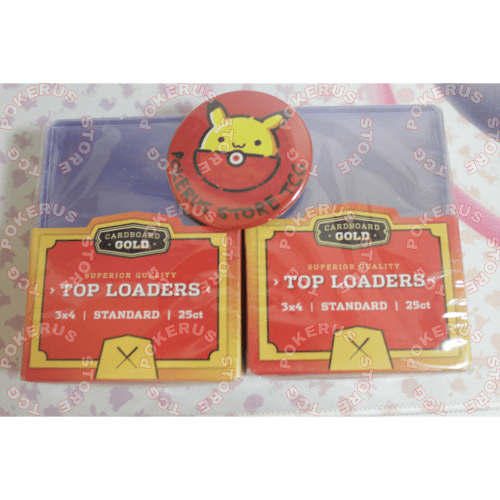 POKERUS STORE TCG
CARDBOARD
GOLD
SUPERIOR QUALITY
TOP LOADERS
3x4 | STANDARD | 25ct
CARDBOARD
GOLD
SUPERIOR QUALITY
TOP LOADERS
3x4 | STANDARD | 25ct
POKERUS STORE TCG